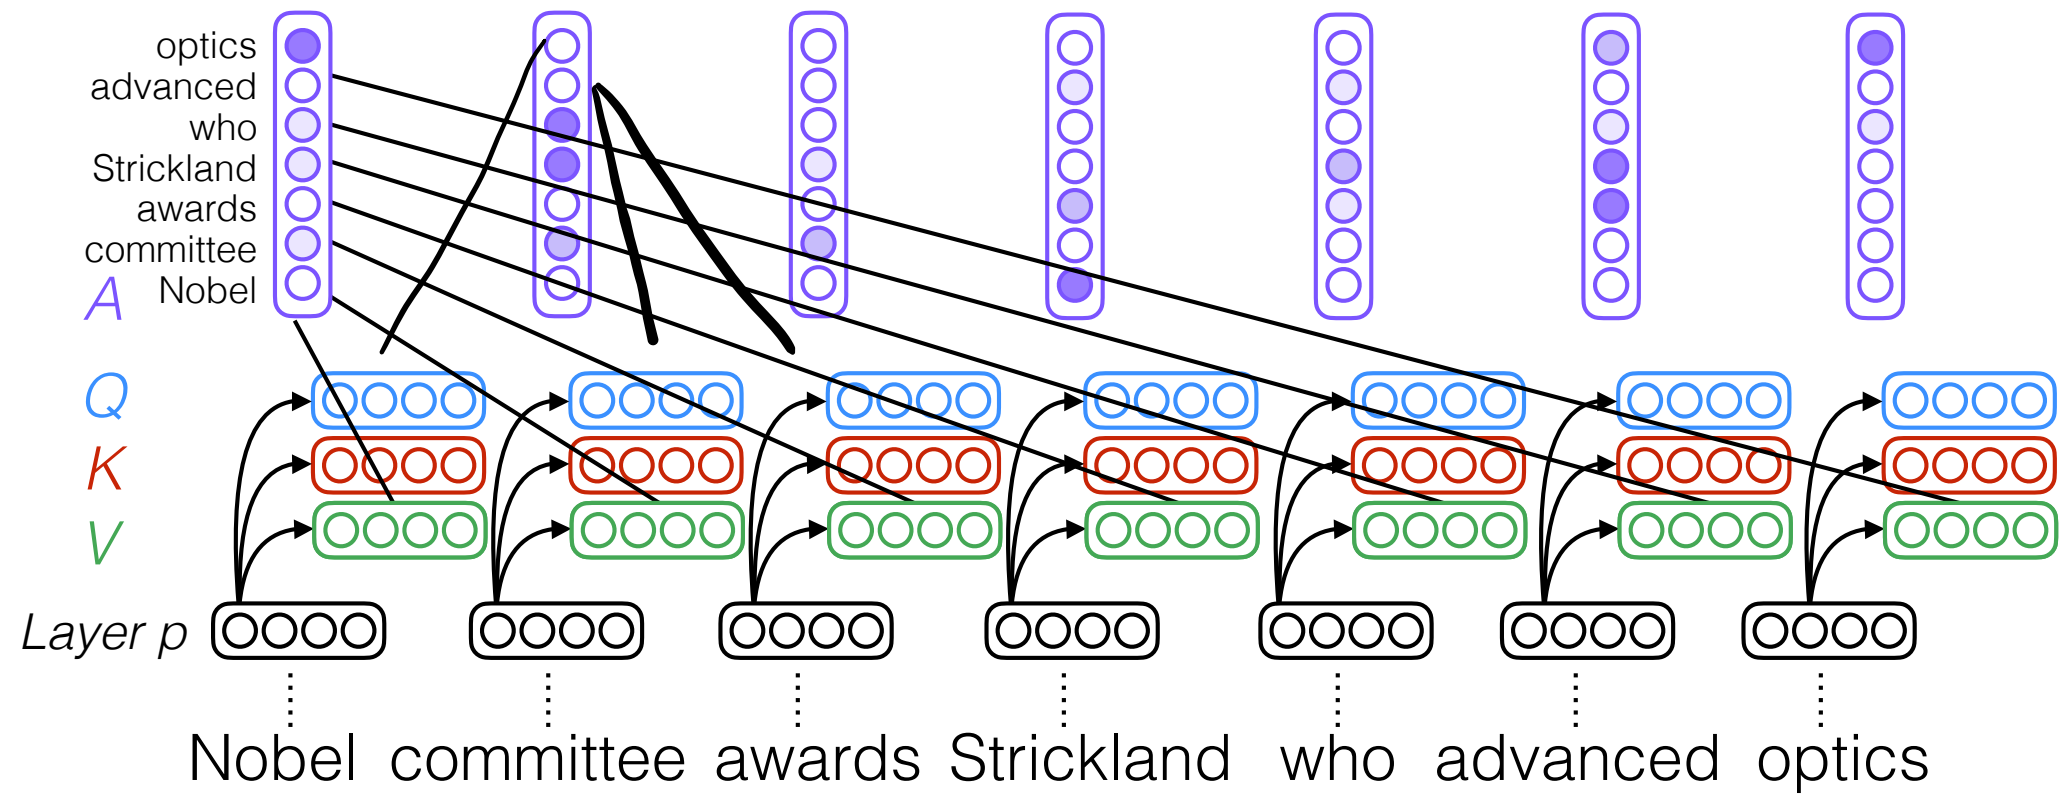 optics
advanced
who
Strickland
awards
committee
Nobel
A
Q
K
V
Layer p
Nobel committee awards Strickland who advanced optics